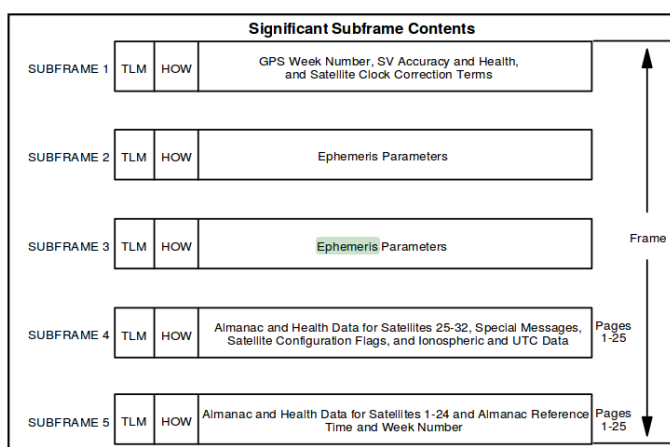 Significant Subframe Contents
SUBFRAME 1 TLM HOW GPS Week Number, SV Accuracy and Health,
and Satellite Clock Correction Terms
SUBFRAME 2 TLM HOW Ephemeris Parameters
SUBFRAME 3 TLM HOW Ephemeris Parameters
Frame
SUBFRAME 4 TLM HOW Almanac and Health Data for Satellites 25-32, Special Messages,
Satellite Configuration Flags, and Ionospheric and UTC Data
Pages
1-25
SUBFRAME 5 TLM HOW Almanac and Health Data for Satellites 1-24 and Almanac Reference
Time and Week Number
Pages
1-25